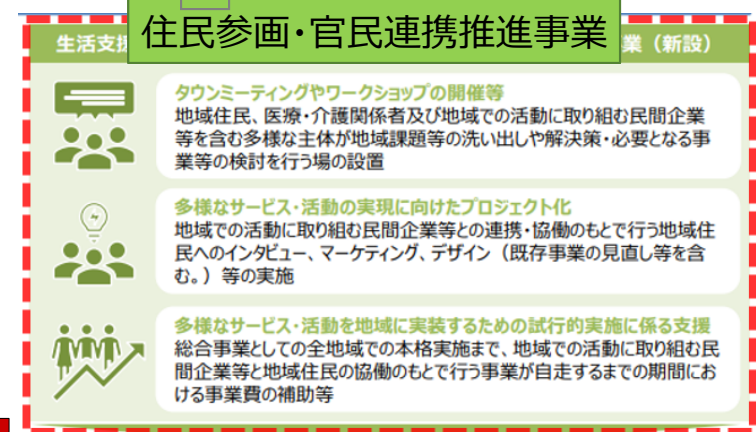 住民参画・官民連携推進事業
生活支援
業（新設）
タウンミーティングやワークショップの開催等
地域住民、医療・介護関係者及び地域での活動に取り組む民間企業
等を含む多様な主体が地域課題等の洗い出しや解決策・必要となる事
業等の検討を行う場の設置
多様なサービス・活動の実現に向けたプロジェクト化
地域での活動に取り組む民間企業等との連携・協働のもとで行う地域住
民へのインタビュー、マーケティング、デザイン（既存事業の見直し等を含
む。）等の実施
多様なサービス・活動を地域に実装するための試行的実施に係る支援
総合事業としての全地域での本格実施まで、地域での活動に取り組む民
間企業等と地域住民の協働のもとで行う事業が自走するまでの期間にお
ける事業費の補助等